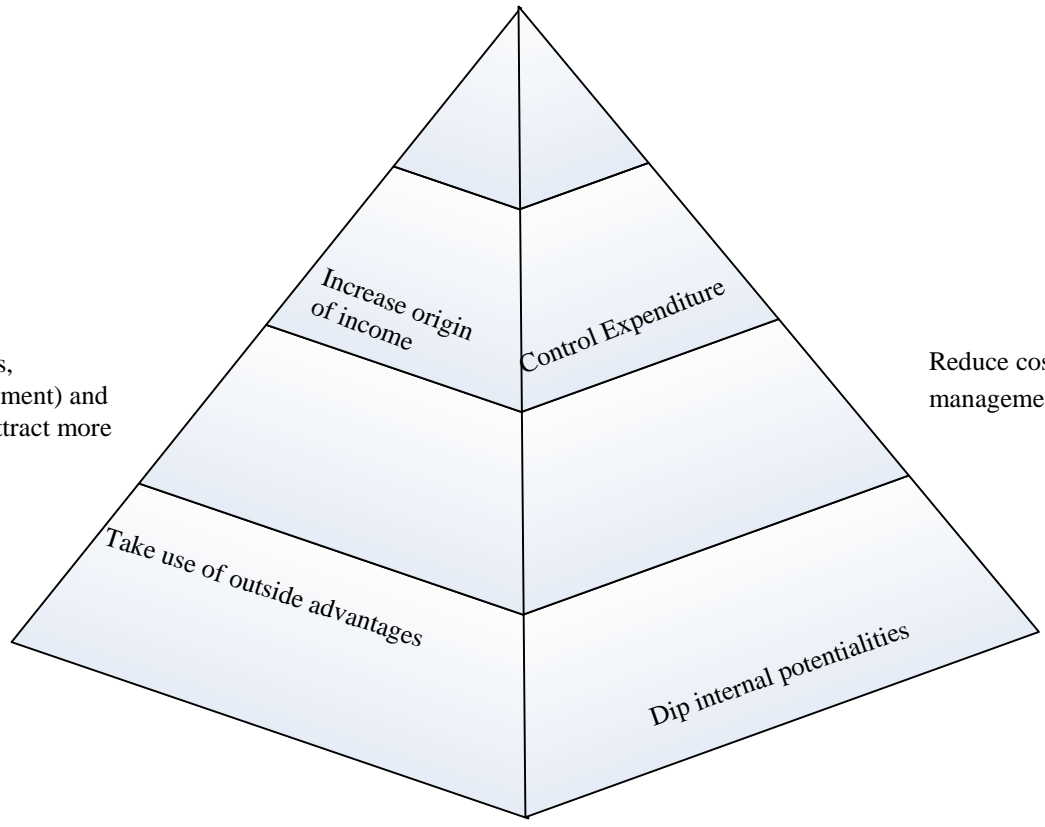 Increase origin
of income
Control Expenditure
s,
ment) and
ttract more
Reduce cos
manageme
Take use of outside advantages
Dip internal potentialities